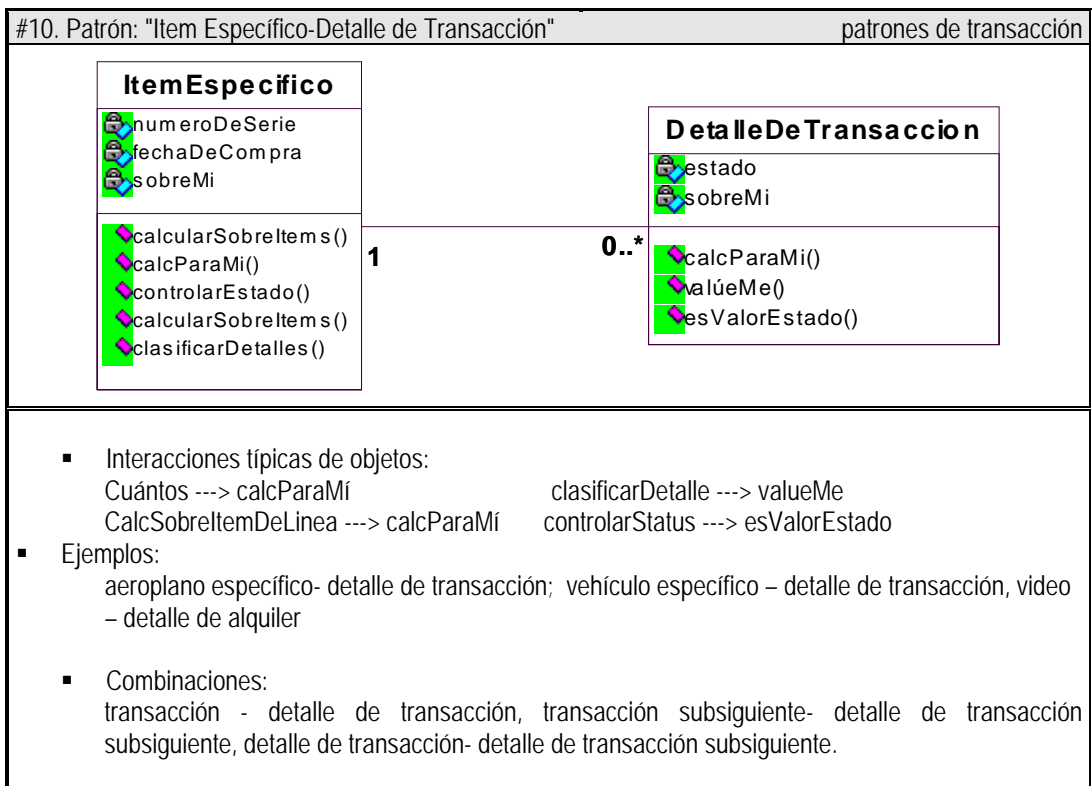 #10. Patrón: "Item Específico-Detalle de Transacción" patrones de transacción
ItemEspecifico
numeroDeSerie
fechaDeCompra
sobreMi
calcularSobreItems()
calcParaMi()
controlarEstado()
calcularSobreItems()
clasificarDetalles()
1
0..*
DetalleDeTransaccion
estado
sobreMi
calcParaMi()
valúeMe()
esValorEstado()
▪ Interacciones típicas de objetos:
Cuántos ---> calcParaMí clasificarDetalle ---> valueMe
CalcSobreItemDeLinea ---> calcParaMí controlarStatus ---> esValorEstado
▪ Ejemplos:
aeroplano específico- detalle de transacción; vehículo específico – detalle de transacción, video
– detalle de alquiler
▪ Combinaciones:
transacción - detalle de transacción, transacción subsiguiente- detalle de transacción
subsiguiente, detalle de transacción- detalle de transacción subsiguiente.